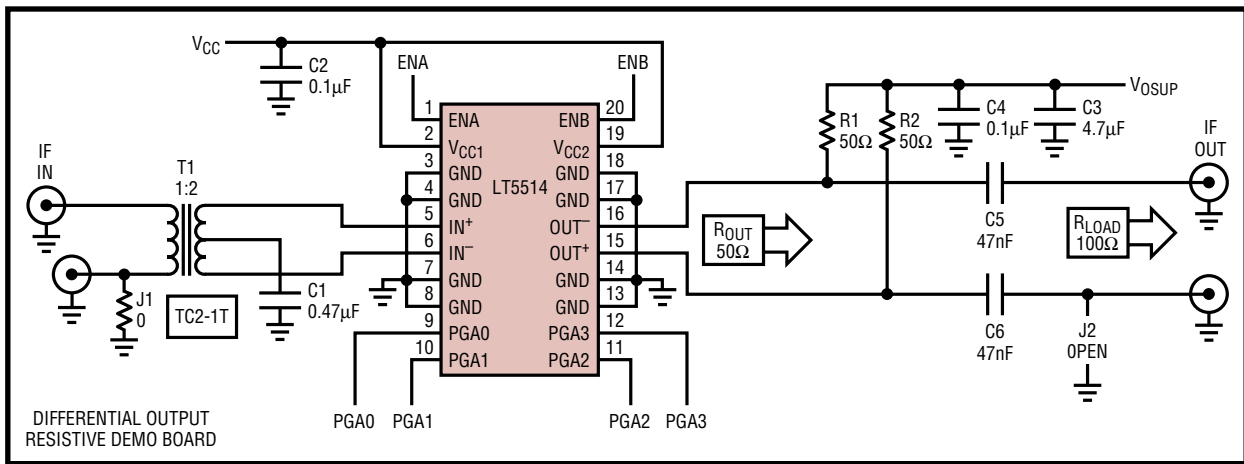 VCC
C2
0.1µF
ENA
ENB
1
ENA
2
VCC1
3
GND
4
GND
5
IN+
6
IN−
7
GND
8
GND
9
PGA0
10
PGA1
LT5514
20
ENB
19
VCC2
18
GND
17
GND
16
OUT−
15
OUT+
14
GND
13
GND
12
PGA3
11
PGA2
IF
IN
T1
1:2
J1
0
TC2-1T
C1
0.47µF
PGA0
PGA1
PGA2
PGA3
R1
50Ω
R2
50Ω
C4
0.1µF
C3
4.7µF
VOSUP
IF
OUT
ROUT
50Ω
C5
47nF
RLOAD
100Ω
C6
47nF
J2
OPEN
DIFFERENTIAL OUTPUT
RESISTIVE DEMO BOARD